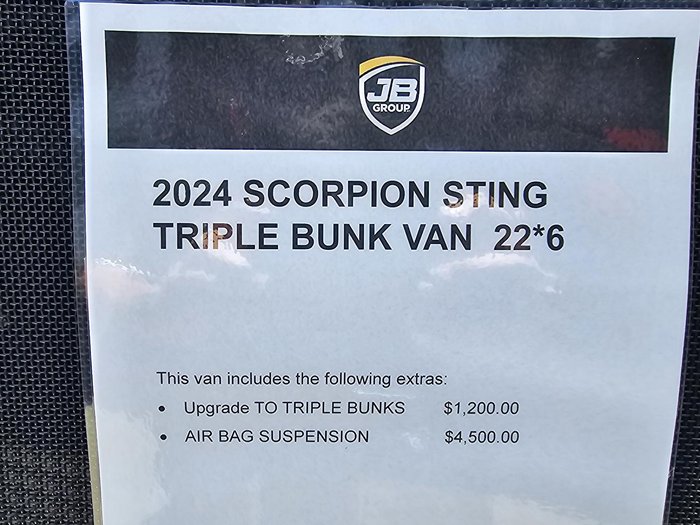 JB
GROUP
2024 SCORPION STING
TRIPLE BUNK VAN 22*6
This van includes the following extras:
• Upgrade TO TRIPLE BUNKS $1,200.00
• AIR BAG SUSPENSION $4,500.00